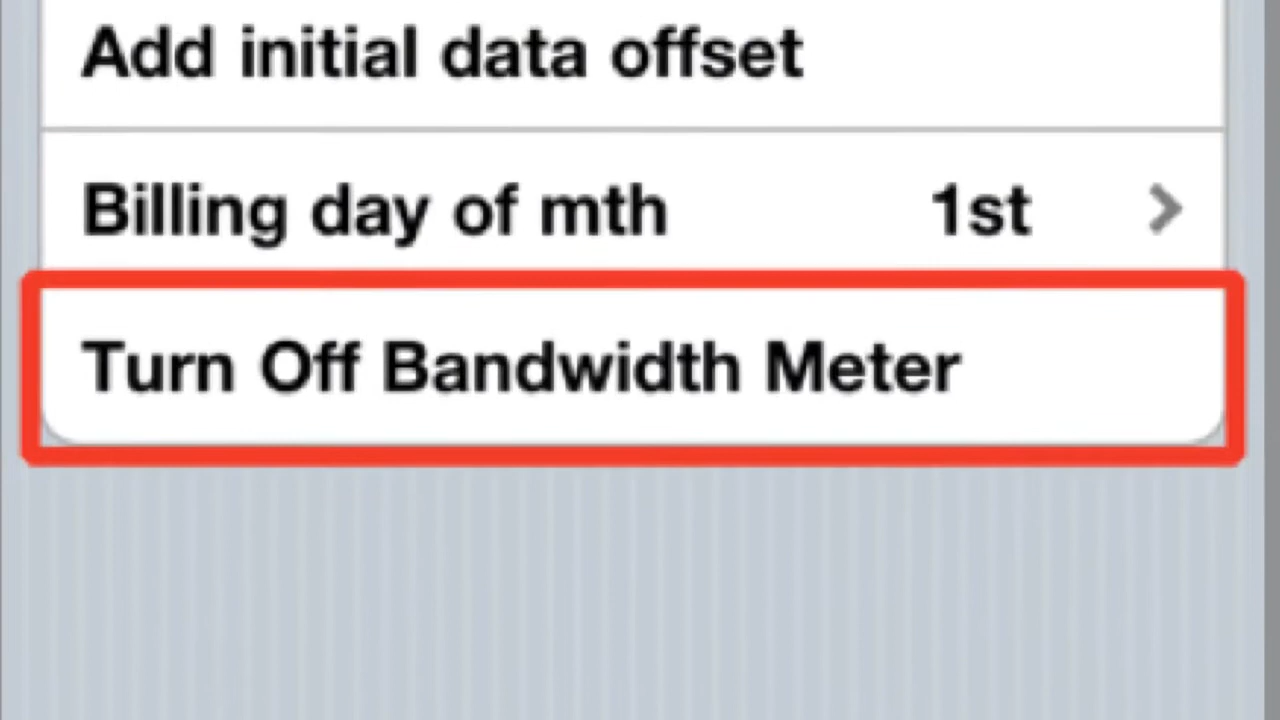 Add initial data offset
Billing day of mth 1st
Turn Off Bandwidth Meter